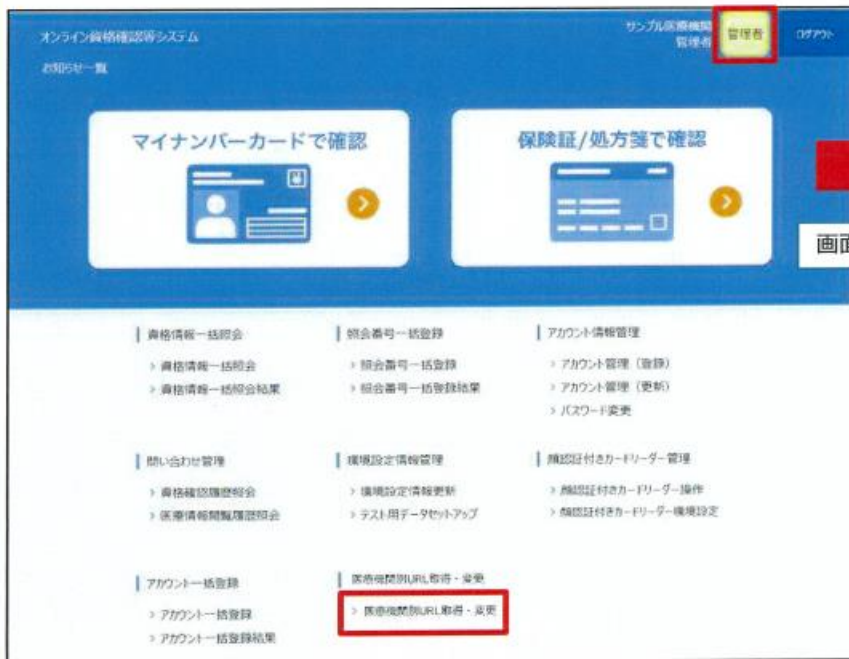 オンライン資格確認等システム
サンプル医療機関
管理者
管理者
ログアウト
お知らせ一覧
マイナンバーカードで確認
保険証/処方箋で確認
画面
資格情報一括照会
照会番号一括登録
アカウント情報管理
> 資格情報一括照会
> 照会番号一括登録
> アカウント管理(登録)
> 資格情報一括照会結果
> 照会番号一括登録結果
> アカウント管理(更新)
> パスワード変更
問い合わせ管理
環境設定情報管理
顔認証付きカードリーダー管理
> 資格確認履歴照会
> 環境設定情報更新
> 顔認証付きカードリーダー操作
> 医療情報閲覧履歴照会
> テスト用データセットアップ
> 顔認証付きカードリーダー環境設定
アカウント一括登録
医療機関別URL取得・変更
> アカウント一括登録
> 医療機関別URL取得・変更
> アカウント一括登録結果